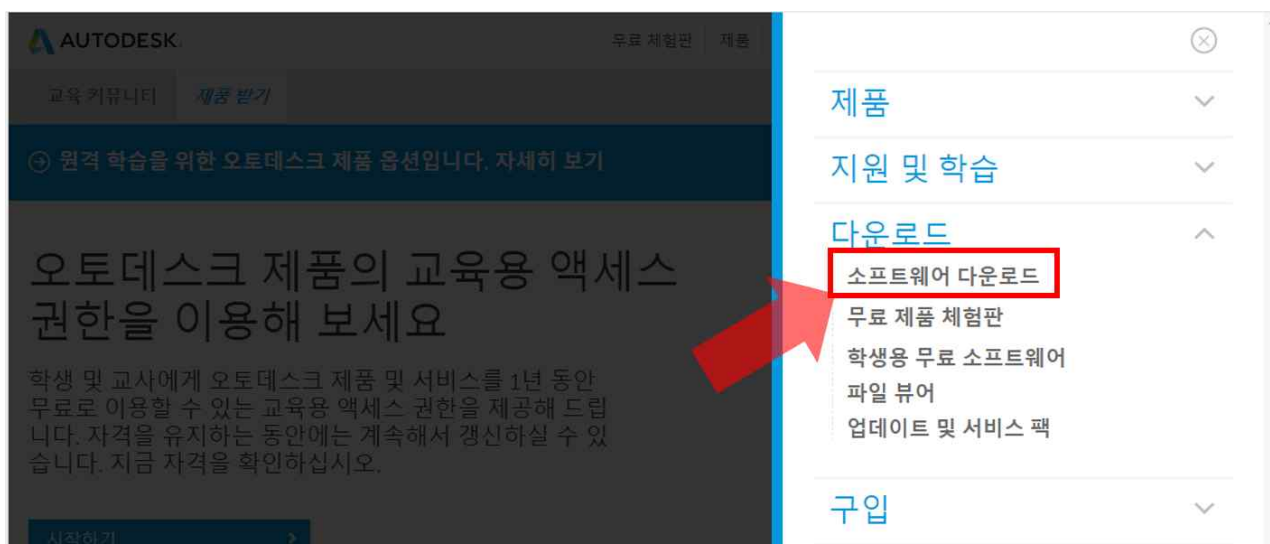 AUTODESK
무료 체험판
제품
교육 커뮤니티
제품 받기
원격 학습을 위한 오토데스크 제품 옵션입니다. 자세히 보기
오토데스크 제품의 교육용 액세스
권한을 이용해 보세요
학생 및 교사에게 오토데스크 제품 및 서비스를 1년 동안
무료로 이용할 수 있는 교육용 액세스 권한을 제공해 드립
니다. 자격을 유지하는 동안에는 계속해서 갱신하실 수 있
습니다. 지금 자격을 확인하십시오.
시작하기
제품
지원 및 학습
다운로드
소프트웨어 다운로드
무료 제품 체험판
학생용 무료 소프트웨어
파일 뷰어
업데이트 및 서비스 팩
구입